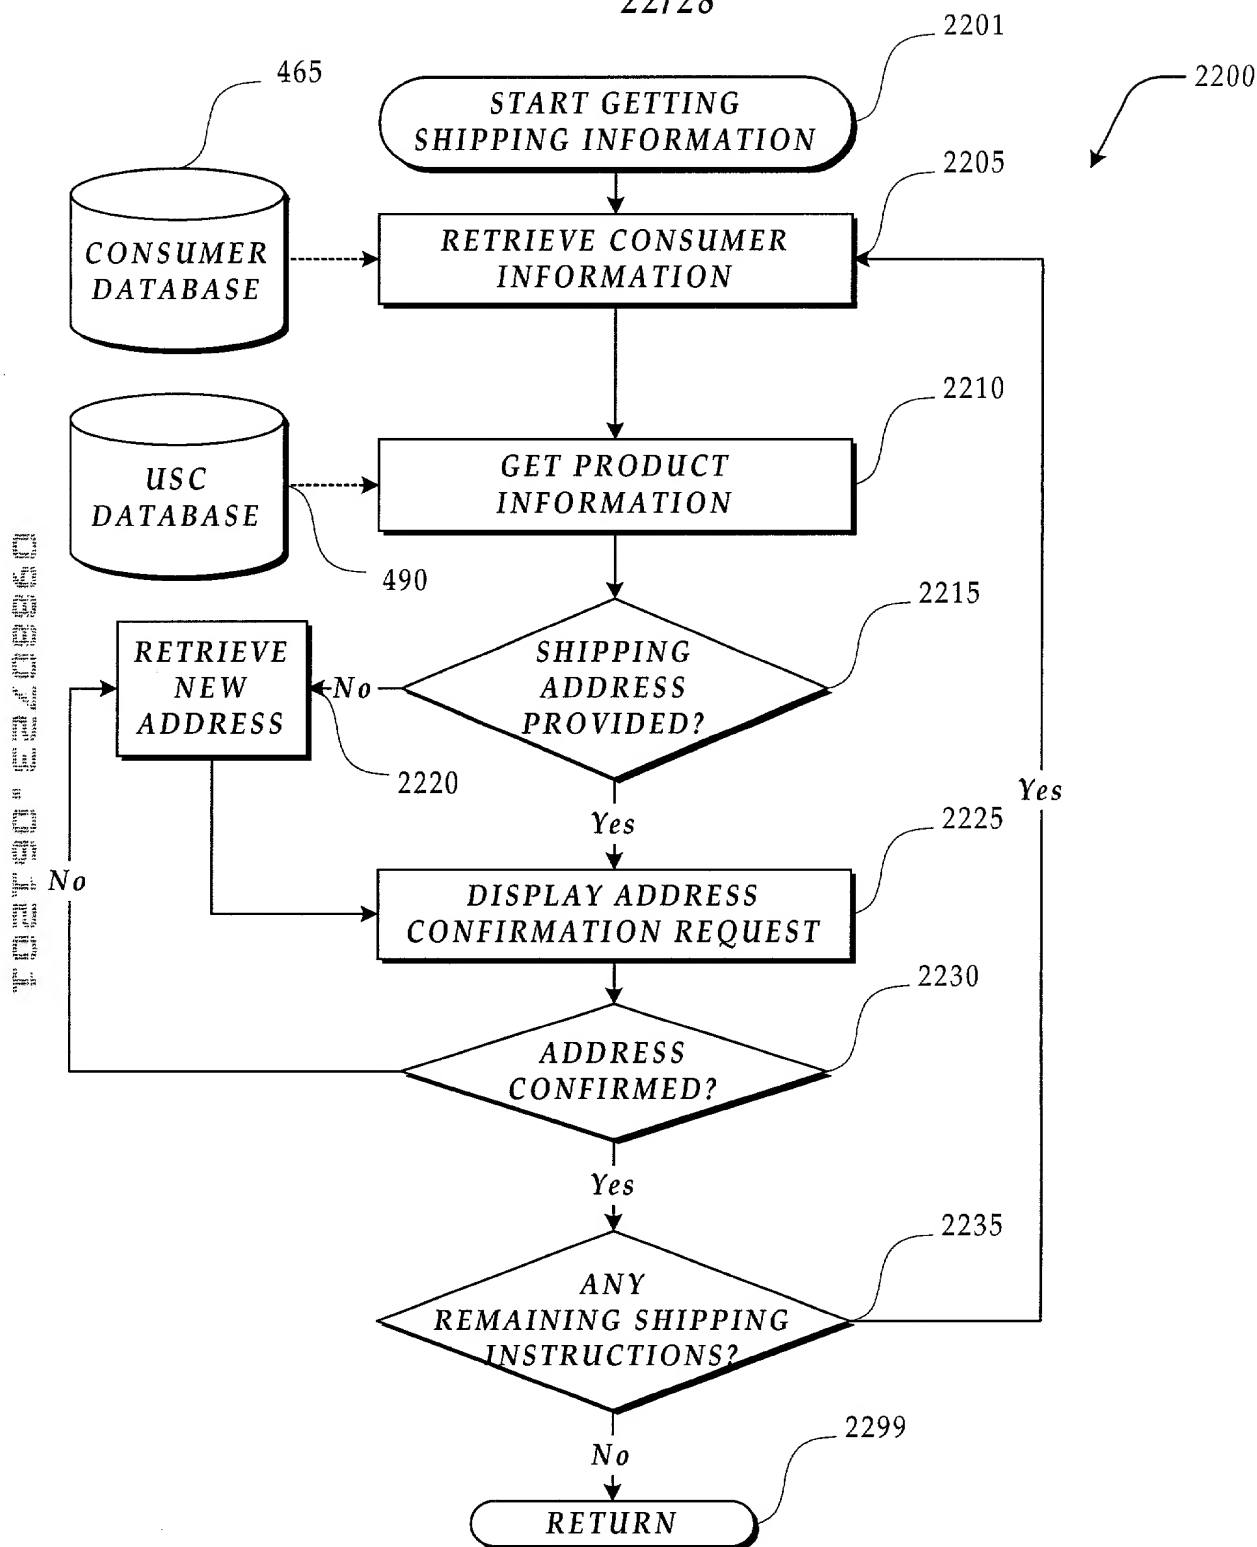 22/28
2201
465
2200
START GETTING
SHIPPING INFORMATION
2205
CONSUMER
DATABASE
RETRIEVE CONSUMER
INFORMATION
2210
USC
DATABASE
GET PRODUCT
INFORMATION
490
2215
RETRIEVE
NEW
ADDRESS
No
SHIPPING
ADDRESS
PROVIDED?
2220
Yes
Yes
2225
No
DISPLAY ADDRESS
CONFIRMATION REQUEST
2230
ADDRESS
CONFIRMED?
Yes
2235
ANY
REMAINING SHIPPING
INSTRUCTIONS?
2299
No
RETURN